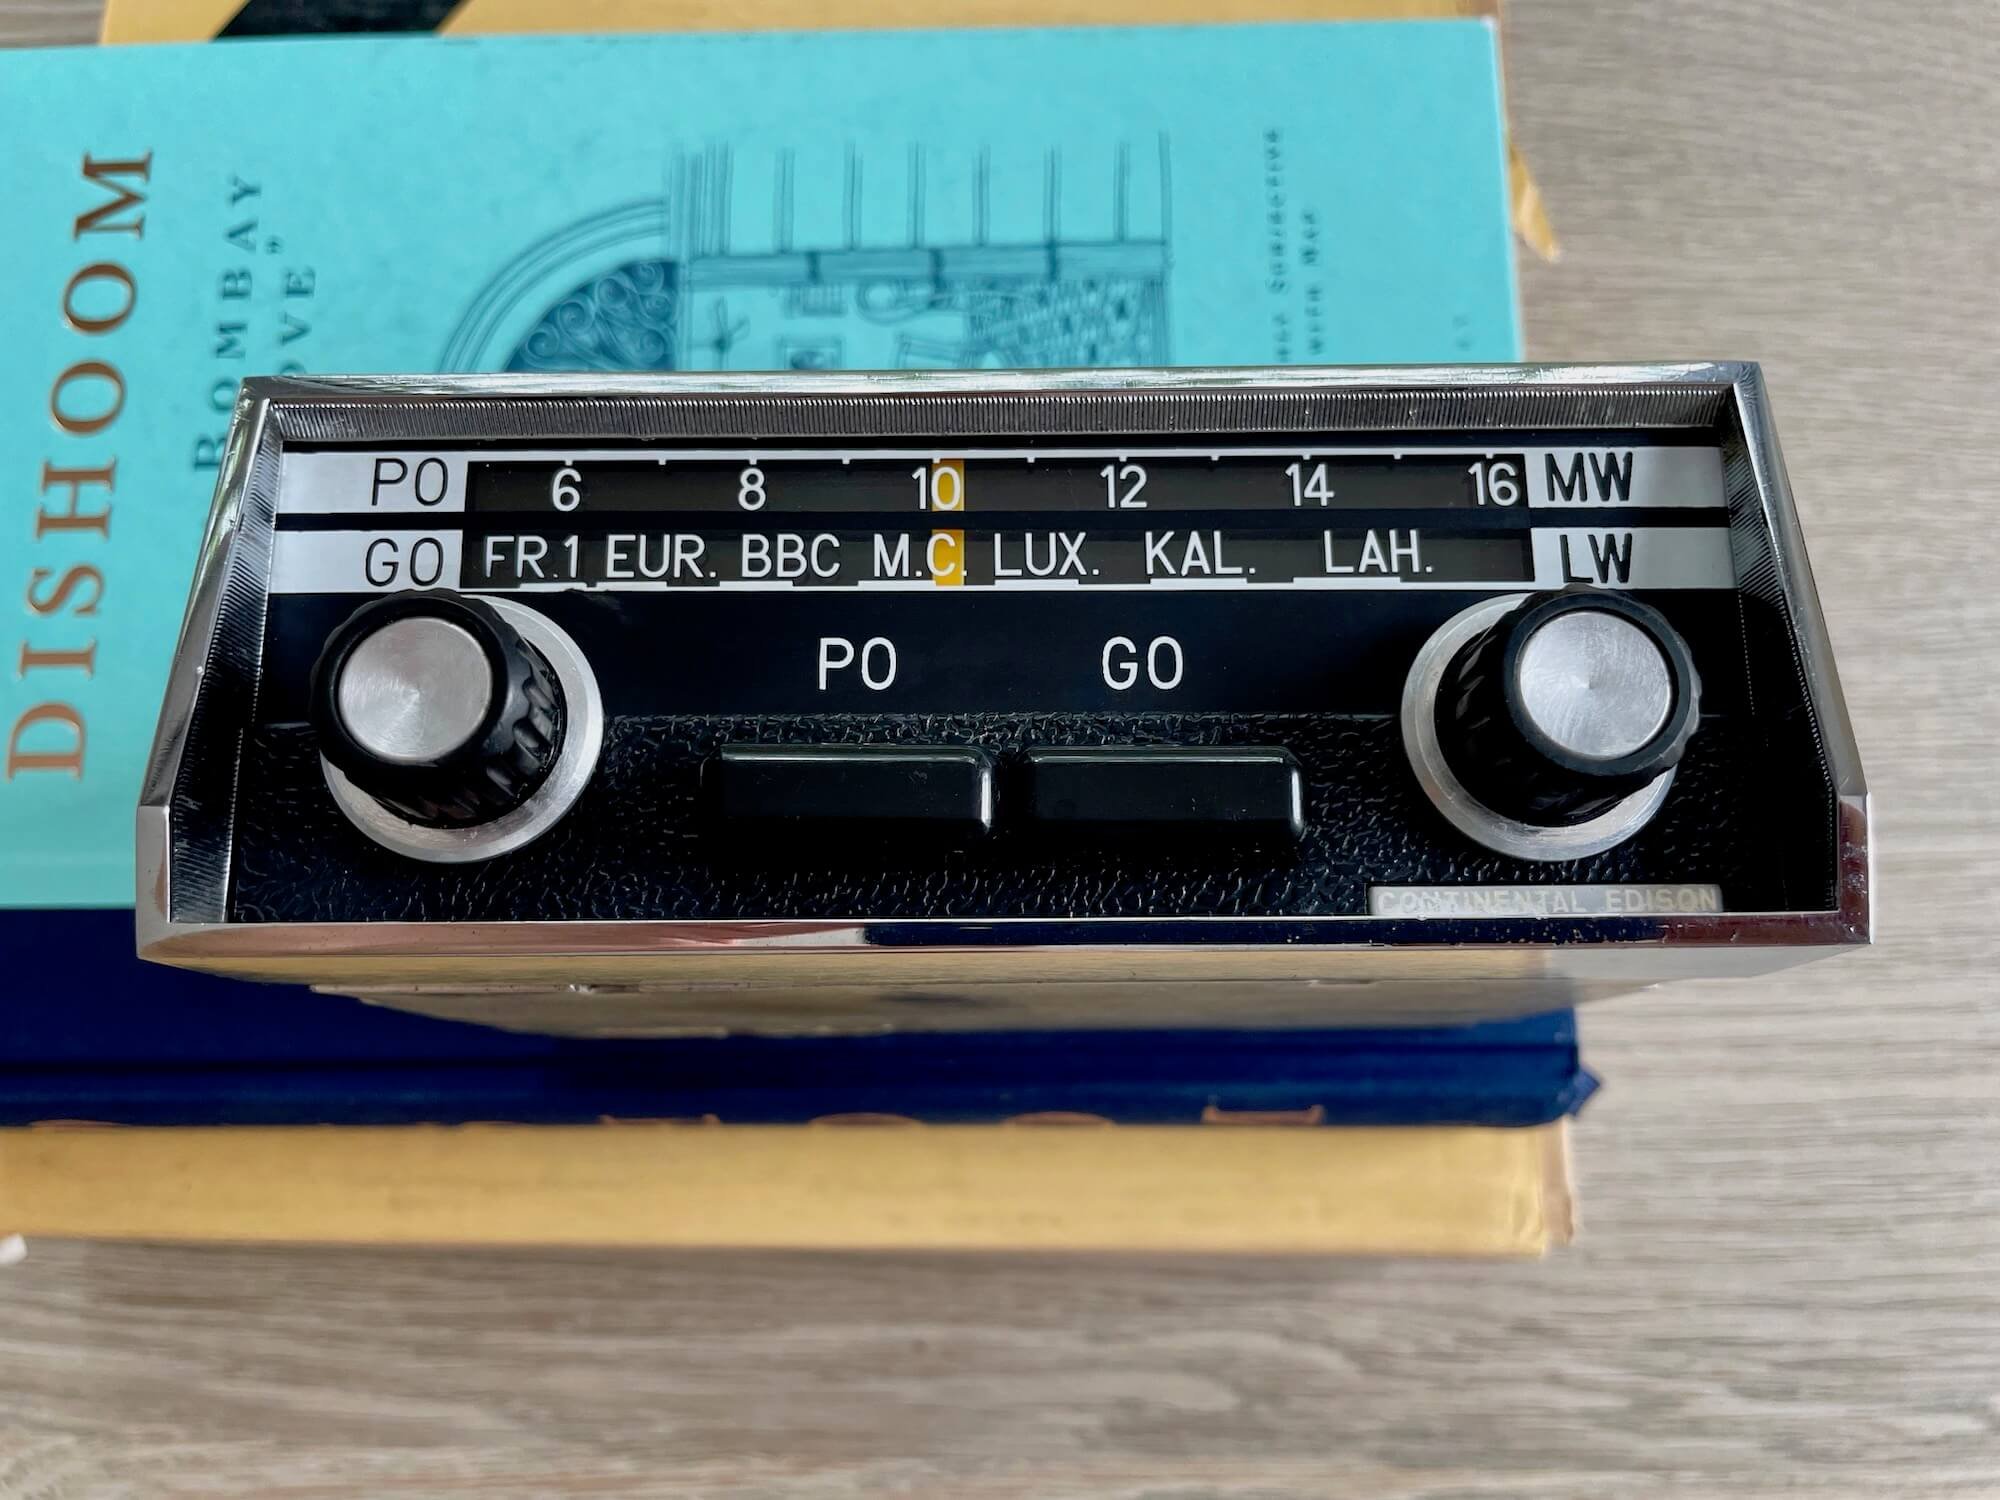 DISHOOM
BOMBAY
PO 6 8 10 12 14 16 MW
GO FR.1 EUR. BBC M.C. LUX. KAL. LAH. LW
PO GO
CONTINENTAL EDISON